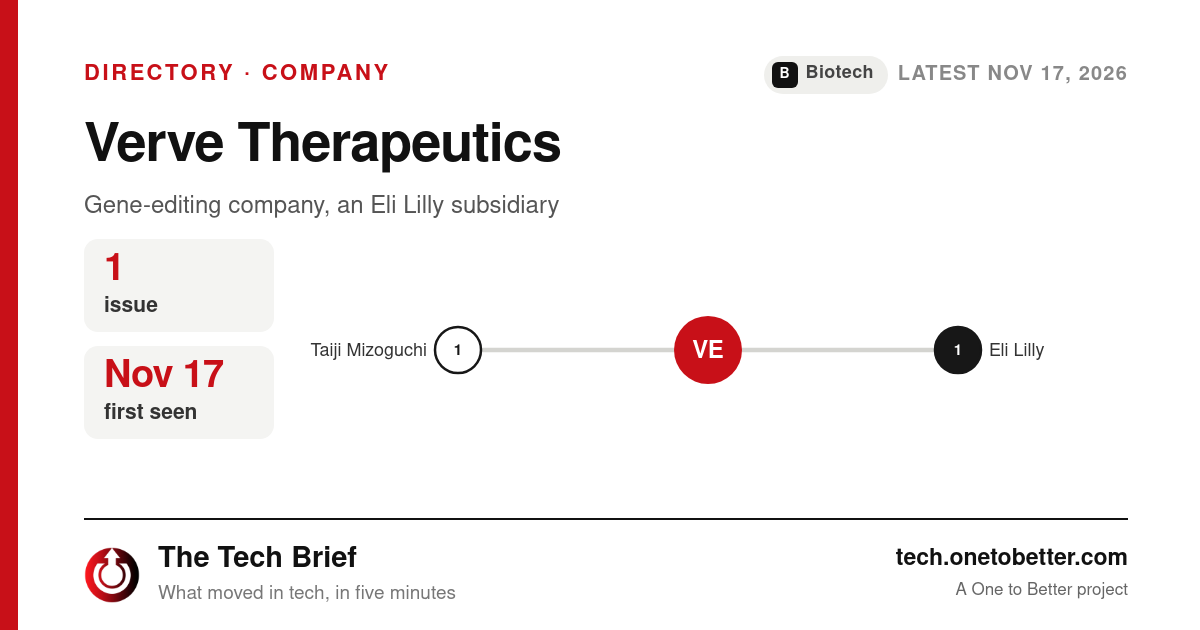 DIRECTORY · COMPANY
B Biotech LATEST NOV 17, 2026
Verve Therapeutics
Gene-editing company, an Eli Lilly subsidiary
1
issue
Nov 17
first seen
Taiji Mizoguchi 1 VE 1 Eli Lilly
The Tech Brief
What moved in tech, in five minutes
tech.onetobetter.com
A One to Better project